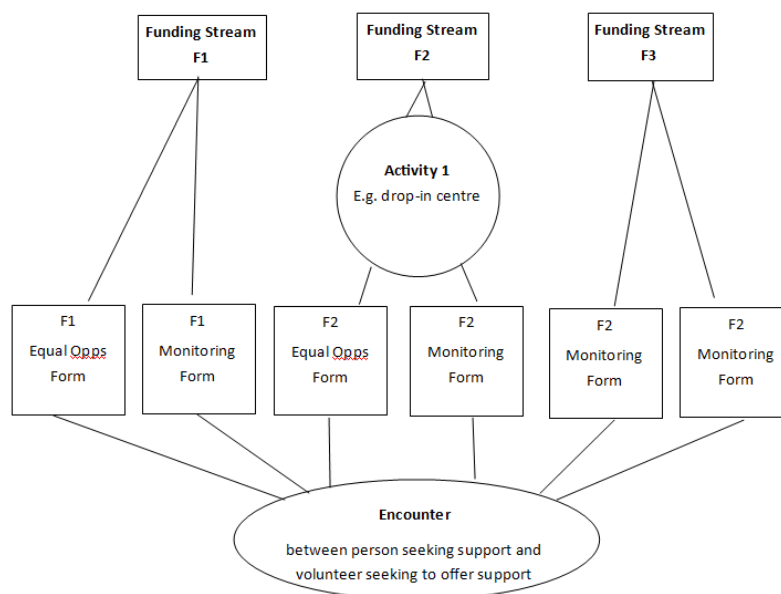 Funding Stream
F1
Funding Stream
F2
Funding Stream
F3
Activity 1
E.g. drop-in centre
F1
Equal Opps
Form
F1
Monitoring
Form
F2
Equal Opps
Form
F2
Monitoring
Form
F2
Monitoring
Form
F2
Monitoring
Form
Encounter
between person seeking support and
volunteer seeking to offer support